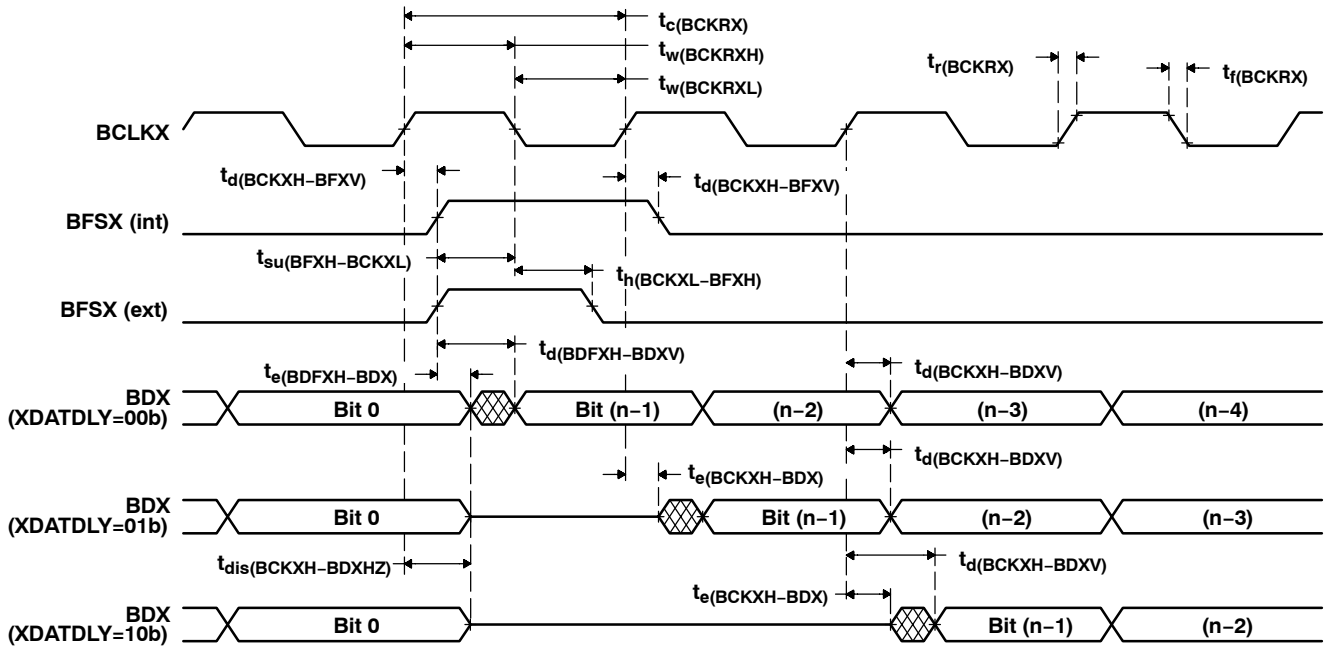 tc(BCKRX)
tw(BCKRXH)
tr(BCKRX)
tf(BCKRX)
tw(BCKRXL)
BCLKX
td(BCKXH−BFXV)
td(BCKXH−BFXV)
BFSX (int)
tsu(BFXH−BCKXL)
th(BCKXL−BFXH)
BFSX (ext)
td(BDFXH−BDXV)
te(BDFXH−BDX)
td(BCKXH−BDXV)
BDX
(XDATDLY=00b)
Bit 0
Bit (n−1)
(n−2)
(n−3)
(n−4)
td(BCKXH−BDXV)
te(BCKXH−BDX)
BDX
(XDATDLY=01b)
Bit 0
Bit (n−1)
(n−2)
(n−3)
tdis(BCKXH−BDXHZ)
td(BCKXH−BDXV)
te(BCKXH−BDX)
BDX
(XDATDLY=10b)
Bit 0
Bit (n−1)
(n−2)